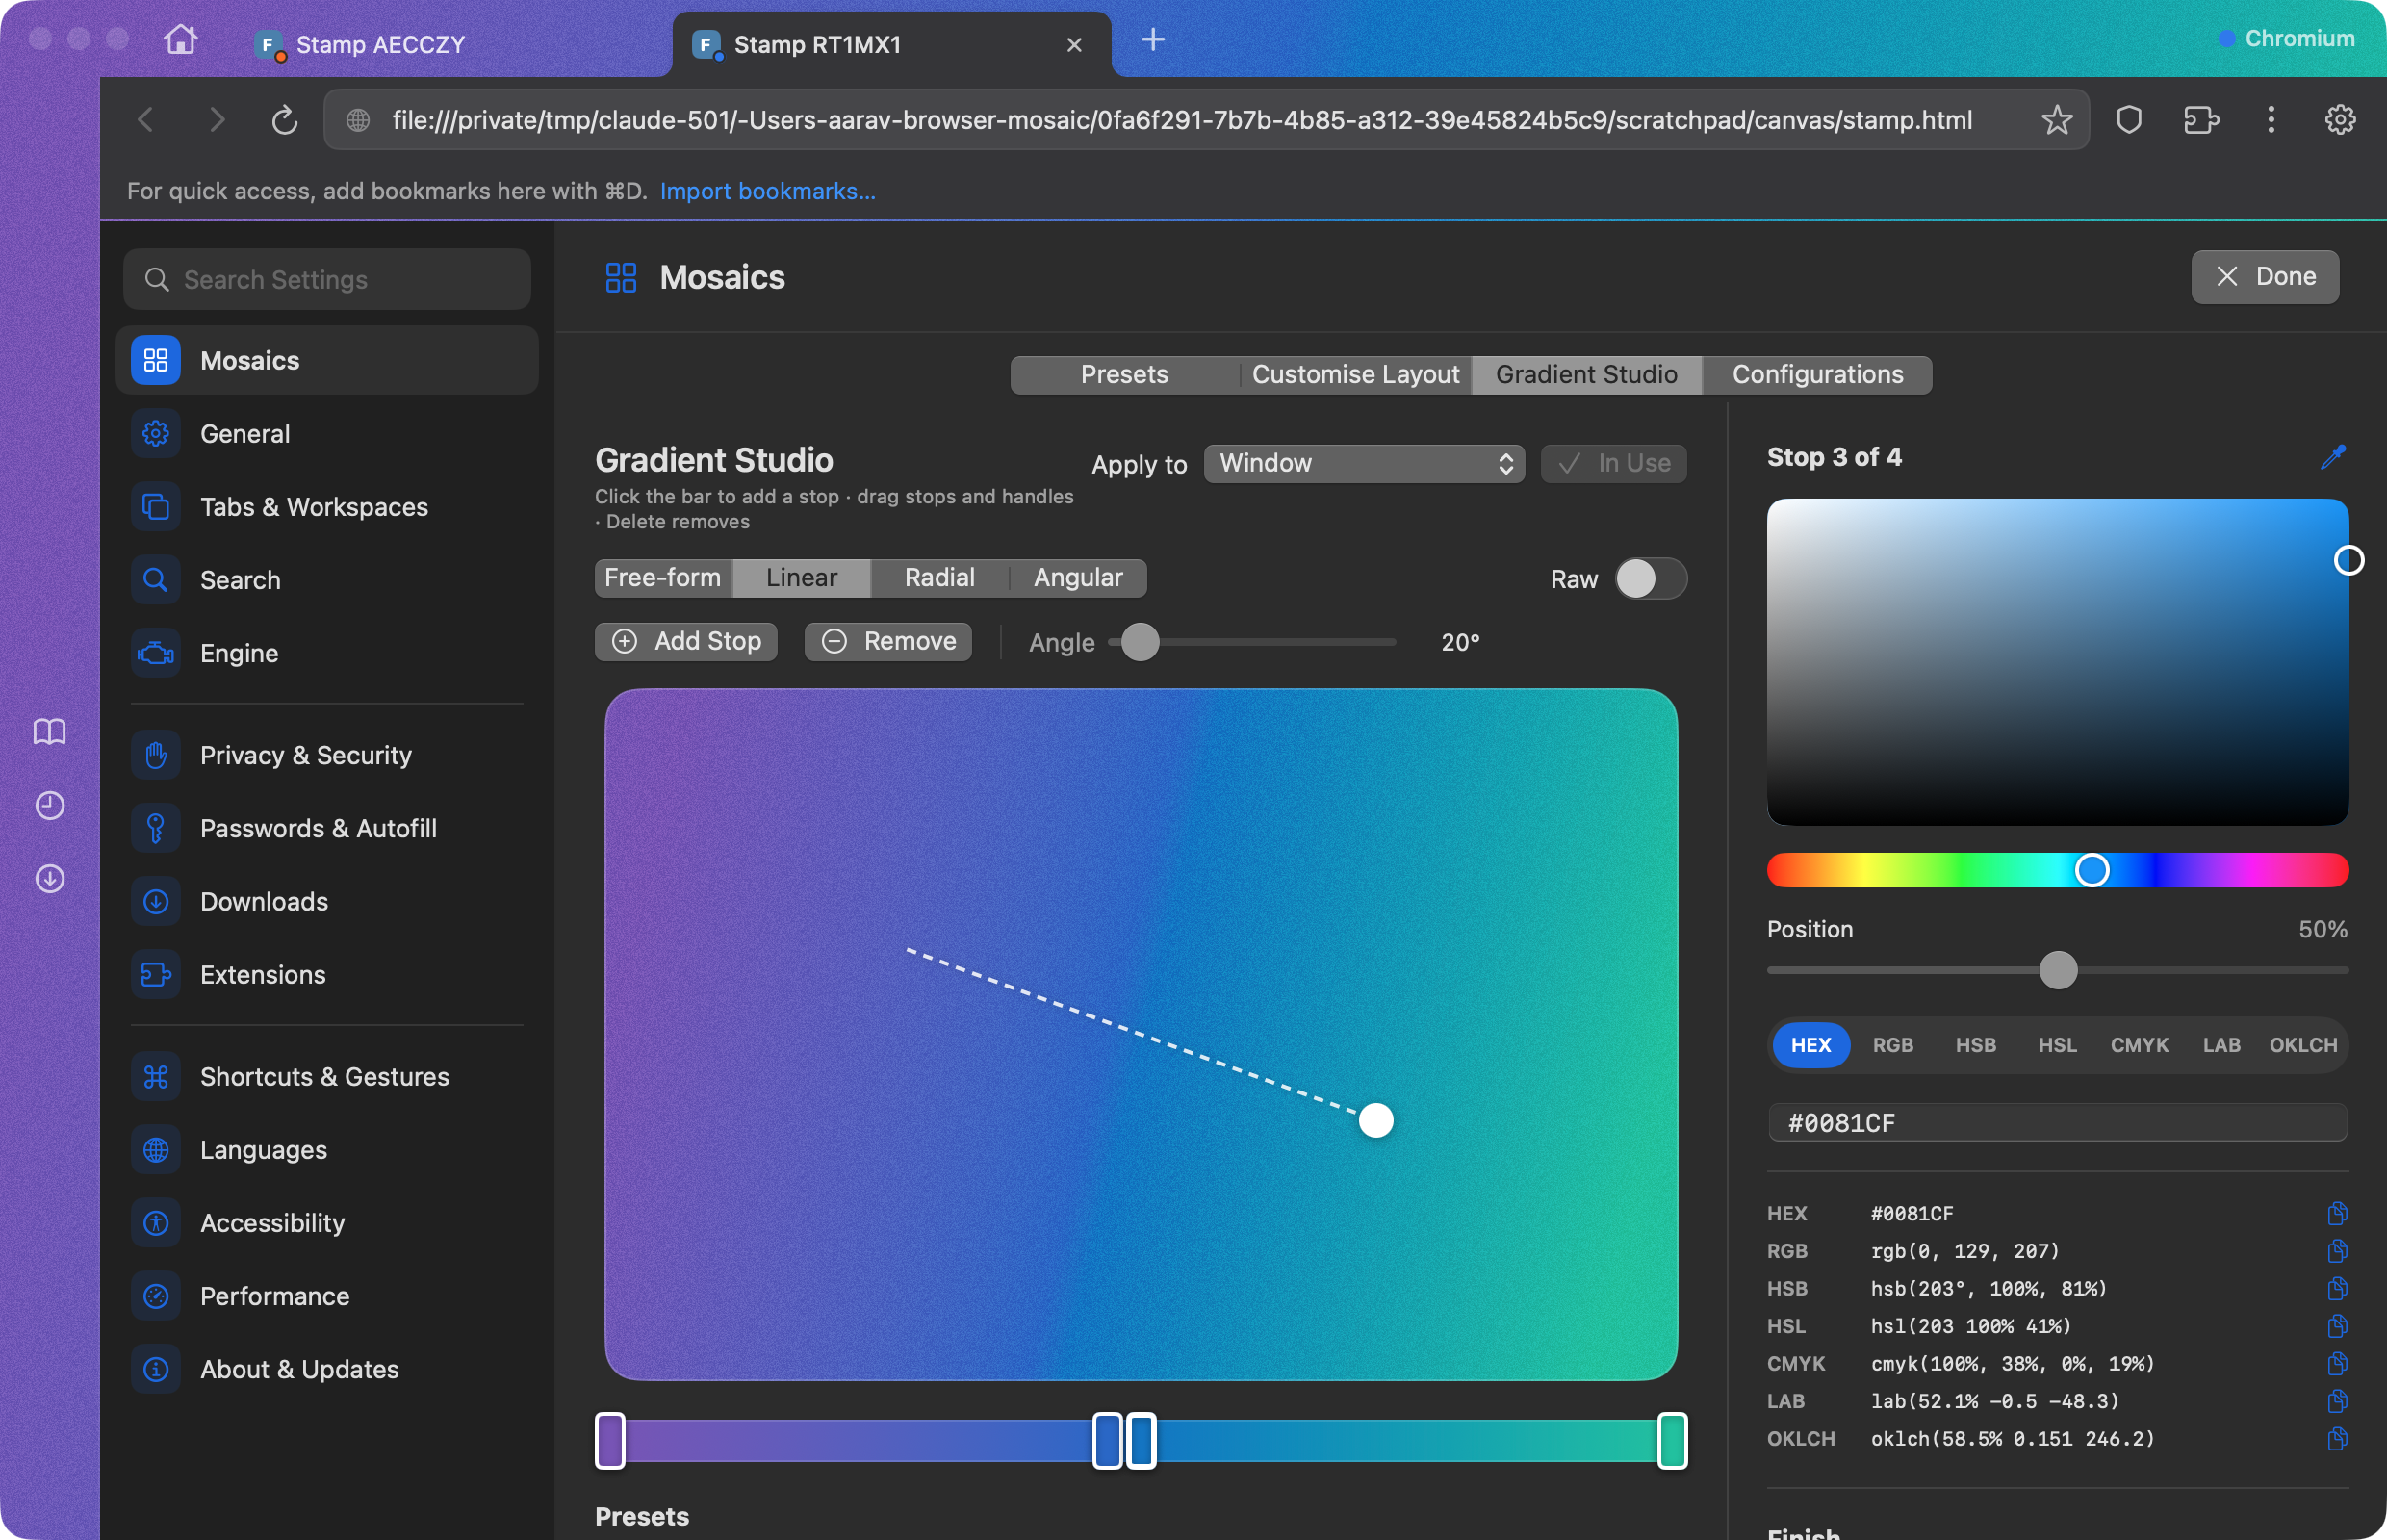 F Stamp AECCZY
F Stamp RT1MX1
Chromium
file:///private/tmp/claude-501/-Users-aarav-browser-mosaic/0fa6f291-7b7b-4b85-a312-39e45824b5c9/scratchpad/canvas/stamp.html
For quick access, add bookmarks here with ⌘D. Import bookmarks...
Search Settings
Mosaics
General
Tabs & Workspaces
Search
Engine
Privacy & Security
Passwords & Autofill
Downloads
Extensions
Shortcuts & Gestures
Languages
Accessibility
Performance
About & Updates
Mosaics
Done
Presets Customise Layout Gradient Studio Configurations
Gradient Studio
Click the bar to add a stop · drag stops and handles
· Delete removes
Apply to Window In Use
Free-form Linear Radial Angular
Raw
Add Stop Remove Angle 20°
Presets
Stop 3 of 4
Position 50%
HEX RGB HSB HSL CMYK LAB OKLCH
#0081CF
HEX #0081CF
RGB rgb(0, 129, 207)
HSB hsb(203°, 100%, 81%)
HSL hsl(203 100% 41%)
CMYK cmyk(100%, 38%, 0%, 19%)
LAB lab(52.1% -0.5 -48.3)
OKLCH oklch(58.5% 0.151 246.2)
Finish